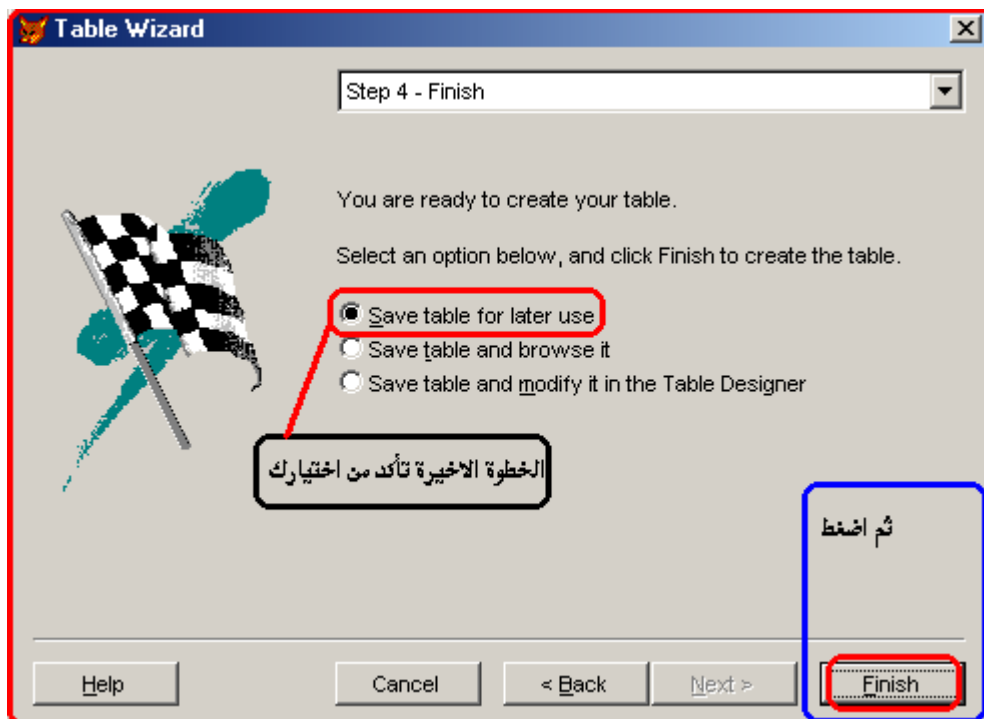 Table Wizard
Step 4 - Finish
You are ready to create your table.
Select an option below, and click Finish to create the table.
Save table for later use
Save table and browse it
Save table and modify it in the Table Designer
الخطوة الاخيرة تأكد من اختيارك
ثم اضغط
Help
Cancel
< Back
Next >
Finish